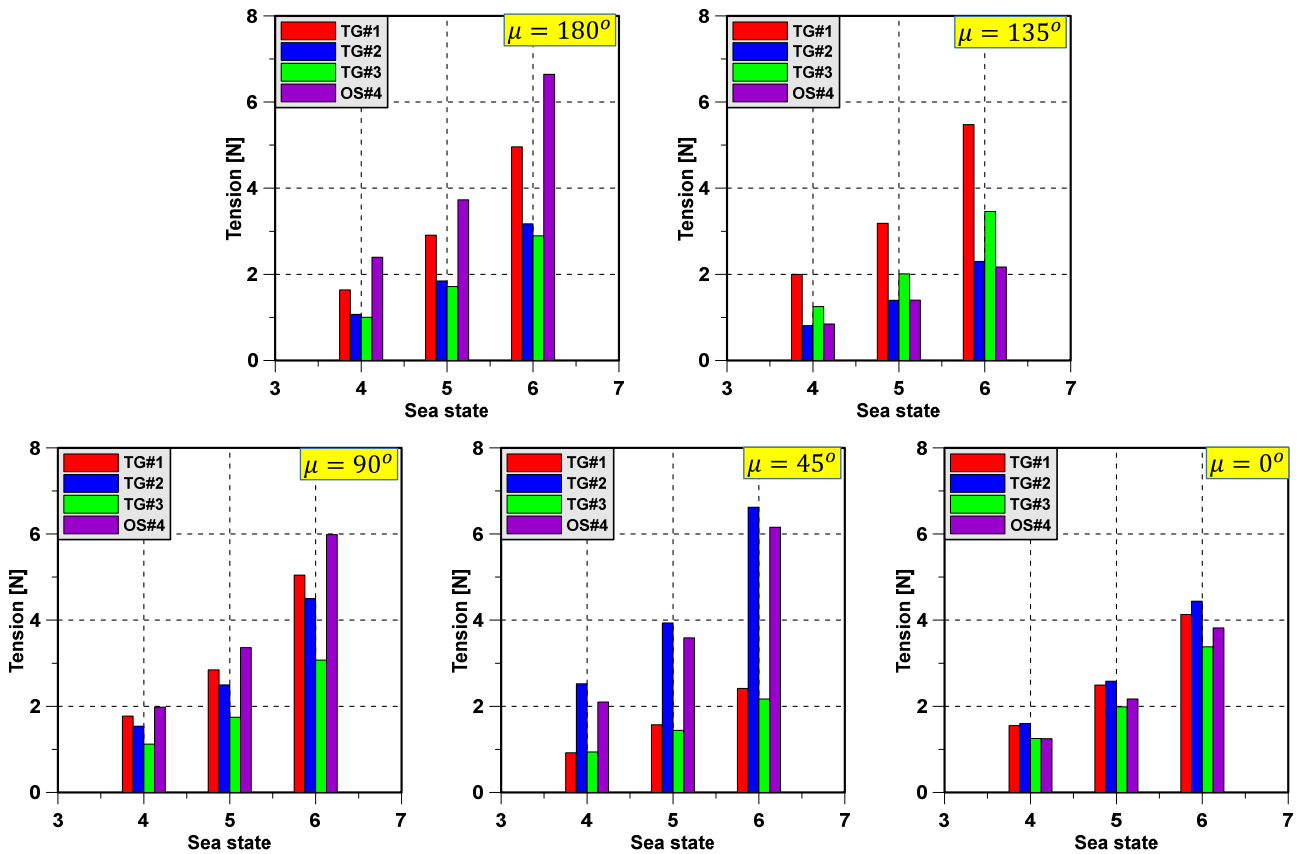 μ = 180°
TG#1
TG#2
TG#3
OS#4
8
6
4
2
0
Tension [N]
3 4 5 6 7
Sea state
μ = 135°
TG#1
TG#2
TG#3
OS#4
8
6
4
2
0
Tension [N]
3 4 5 6 7
Sea state
μ = 90°
TG#1
TG#2
TG#3
OS#4
8
6
4
2
0
Tension [N]
3 4 5 6 7
Sea state
μ = 45°
TG#1
TG#2
TG#3
OS#4
8
6
4
2
0
Tension [N]
3 4 5 6 7
Sea state
μ = 0°
TG#1
TG#2
TG#3
OS#4
8
6
4
2
0
Tension [N]
3 4 5 6 7
Sea state